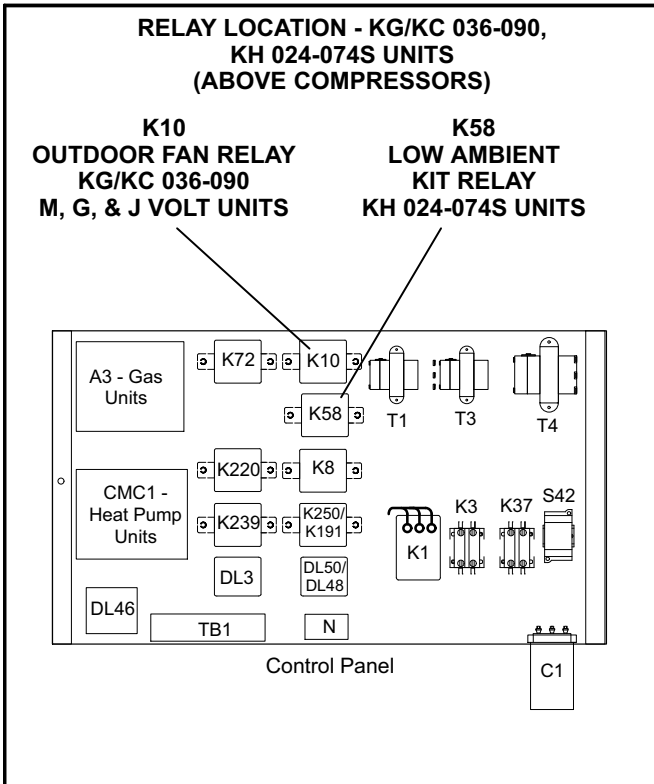 RELAY LOCATION - KG/KC 036-090,
KH 024-074S UNITS
(ABOVE COMPRESSORS)
K10
OUTDOOR FAN RELAY
KG/KC 036-090
M, G, & J VOLT UNITS
K58
LOW AMBIENT
KIT RELAY
KH 024-074S UNITS
A3 - Gas
Units
K72
K10
K58
T1
T3
T4
CMC1 -
Heat Pump
Units
K220
K8
K239
K250/
K191
K1
K3
K37
S42
DL3
DL50/
DL48
DL46
TB1
N
C1
Control Panel